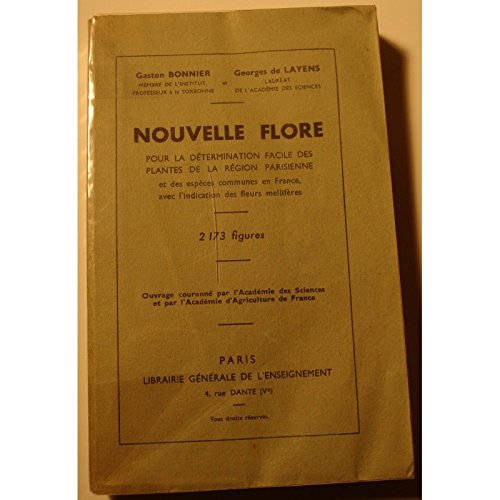 Gaston BONNIER
MEMBRE DE L'INSTITUT,
PROFESSEUR à la SORBONNE
et
Georges de LAYENS
LAURÉAT
DE L'ACADÉMIE DES SCIENCES
NOUVELLE FLORE
POUR LA DÉTERMINATION FACILE DES
PLANTES DE LA RÉGION PARISIENNE
et des espèces communes en France,
avec l'indication des fleurs mellifères
2173 figures
Ouvrage couronné par l'Académie des Sciences
et par l'Académie d'Agriculture de France
PARIS
LIBRAIRIE GÉNÉRALE DE L'ENSEIGNEMENT
4, rue DANTE (Ve)
Tous droits réservés.